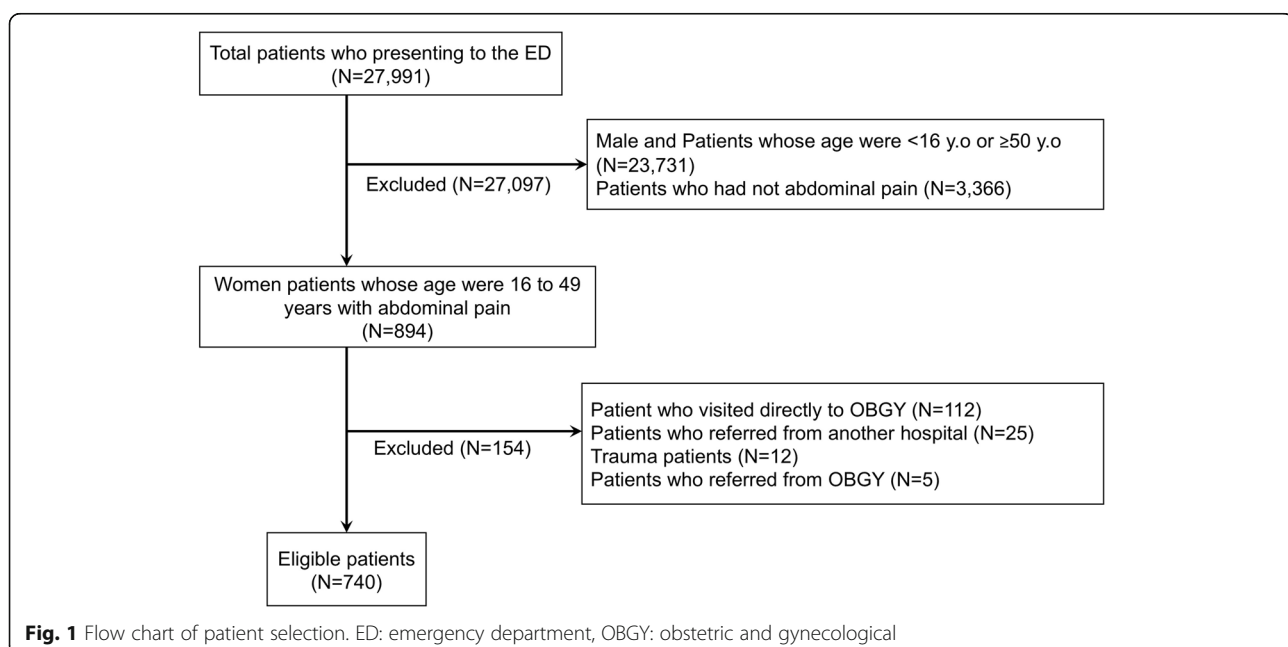 Total patients who presenting to the ED
(N=27,991)
Male and Patients whose age were <16 y.o or ≥50 y.o
(N=23,731)
Patients who had not abdominal pain (N=3,366)
Excluded (N=27,097)
Women patients whose age were 16 to 49
years with abdominal pain
(N=894)
Patient who visited directly to OBGY (N=112)
Patients who referred from another hospital (N=25)
Trauma patients (N=12)
Patients who referred from OBGY (N=5)
Excluded (N=154)
Eligible patients
(N=740)
Fig. 1 Flow chart of patient selection. ED: emergency department, OBGY: obstetric and gynecological